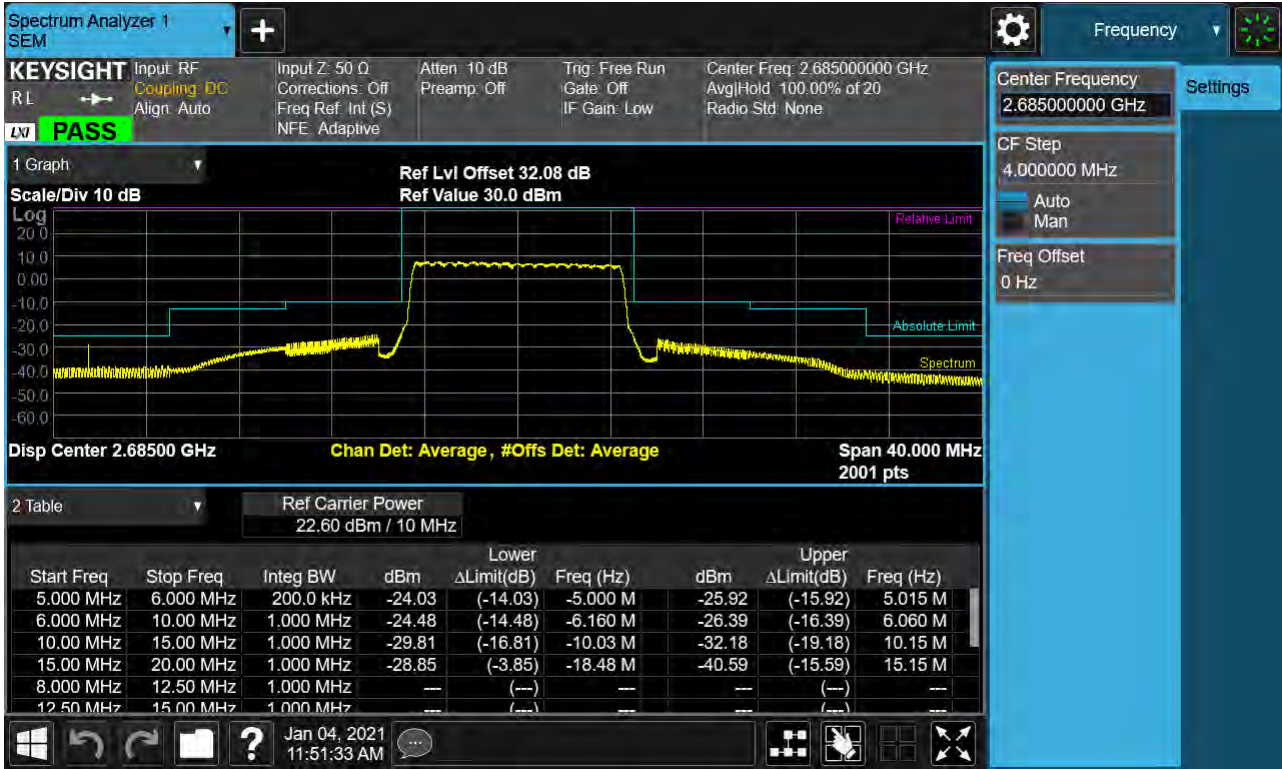 Spectrum Analyzer 1
SEM
+
Frequency
KEYSIGHT
R L
LXI
PASS
Input: RF
Coupling: DC
Align: Auto
Input Z: 50 Ω
Corrections: Off
Freq Ref: Int (S)
NFE: Adaptive
Atten: 10 dB
Preamp: Off
Trig: Free Run
Gate: Off
IF Gain: Low
Center Freq: 2.685000000 GHz
Avg|Hold: 100.00% of 20
Radio Std: None
Center Frequency
2.685000000 GHz
Settings
CF Step
4.000000 MHz
Auto
Man
Freq Offset
0 Hz
1 Graph
Scale/Div 10 dB
Ref Lvl Offset 32.08 dB
Ref Value 30.0 dBm
Log
Relative Limit
20.0
10.0
0.00
-10.0
-20.0
Absolute Limit
-30.0
Spectrum
-40.0
-50.0
-60.0
Disp Center 2.68500 GHz
Chan Det: Average, #Offs Det: Average
Span 40.000 MHz
2001 pts
2 Table
Ref Carrier Power
22.60 dBm / 10 MHz
Lower Upper
Start Freq Stop Freq Integ BW dBm ΔLimit(dB) Freq (Hz) dBm ΔLimit(dB) Freq (Hz)
5.000 MHz 6.000 MHz 200.0 kHz -24.03 (-14.03) -5.000 M -25.92 (-15.92) 5.015 M
6.000 MHz 10.00 MHz 1.000 MHz -24.48 (-14.48) -6.160 M -26.39 (-16.39) 6.060 M
10.00 MHz 15.00 MHz 1.000 MHz -29.81 (-16.81) -10.03 M -32.18 (-19.18) 10.15 M
15.00 MHz 20.00 MHz 1.000 MHz -28.85 (-3.85) -18.48 M -40.59 (-15.59) 15.15 M
8.000 MHz 12.50 MHz 1.000 MHz --- (---) --- --- (---) ---
12.50 MHz 15.00 MHz 1.000 MHz --- (---) --- --- (---) ---
?
Jan 04, 2021
11:51:33 AM